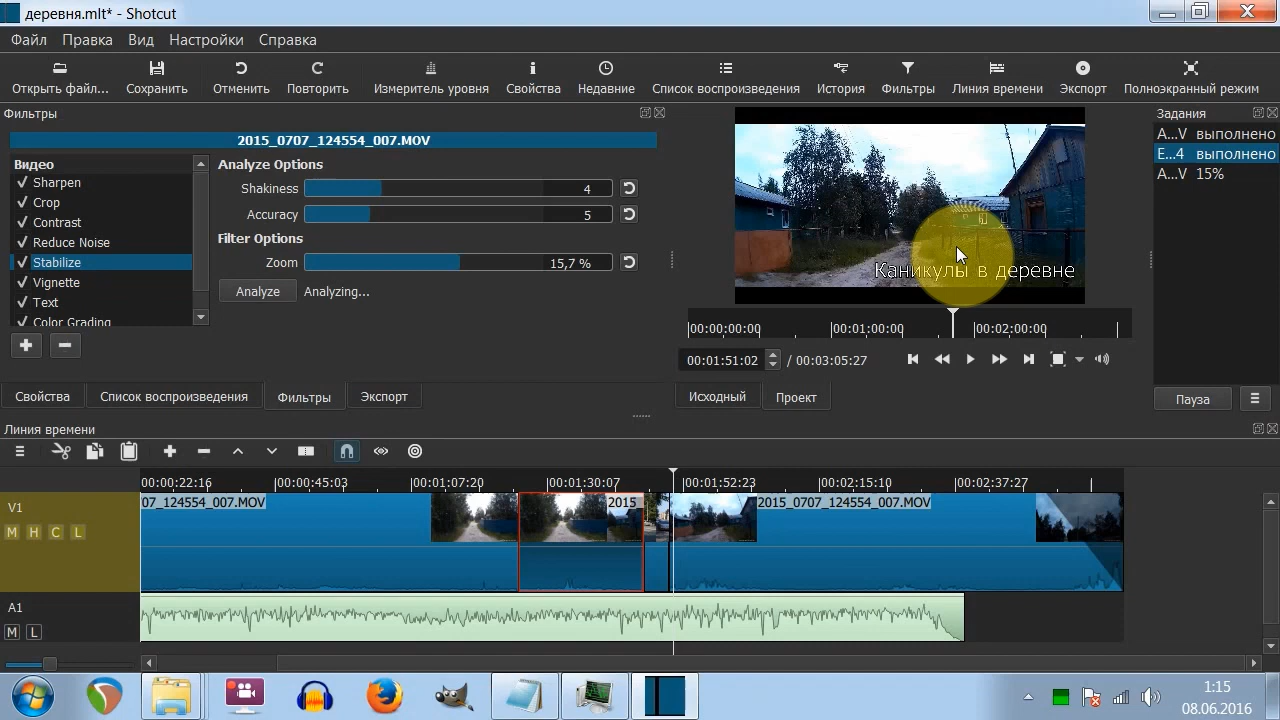 деревня.mlt* - Shotcut
Файл Правка Вид Настройки Справка
Открыть файл... Сохранить Отменить Повторить Измеритель уровня Свойства Недавние Список воспроизведения История Фильтры Линия времени Экспорт Полноэкранный режим
Фильтры
2015_0707_124554_007.MOV
Видео
Sharpen
Crop
Contrast
Reduce Noise
Stabilize
Vignette
Text
Color Grading
Analyze Options
Shakiness 4
Accuracy 5
Filter Options
Zoom 15,7 %
Analyze Analyzing...
Свойства Список воспроизведения Фильтры Экспорт
Каникулы в деревне
00:00:00:00 00:01:00:00 00:02:00:00
00:01:51:02 / 00:03:05:27
Исходный Проект
Задания
A...V выполнено
E...4 выполнено
A...V 15%
Пауза
Линия времени
00:00:22:16 00:00:45:03 00:01:07:20 00:01:30:07 00:01:52:23 00:02:15:10 00:02:37:27
V1
07_124554_007.MOV 2015 2015_0707_124554_007.MOV
M H C L
A1
M L
1:15
08.06.2016